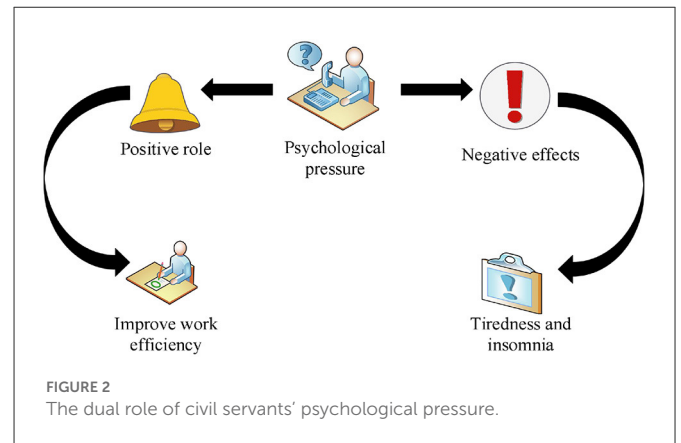 Positive role
Psychological
pressure
Negative effects
Improve work
efficiency
Tiredness and
insomnia
FIGURE 2
The dual role of civil servants' psychological pressure.